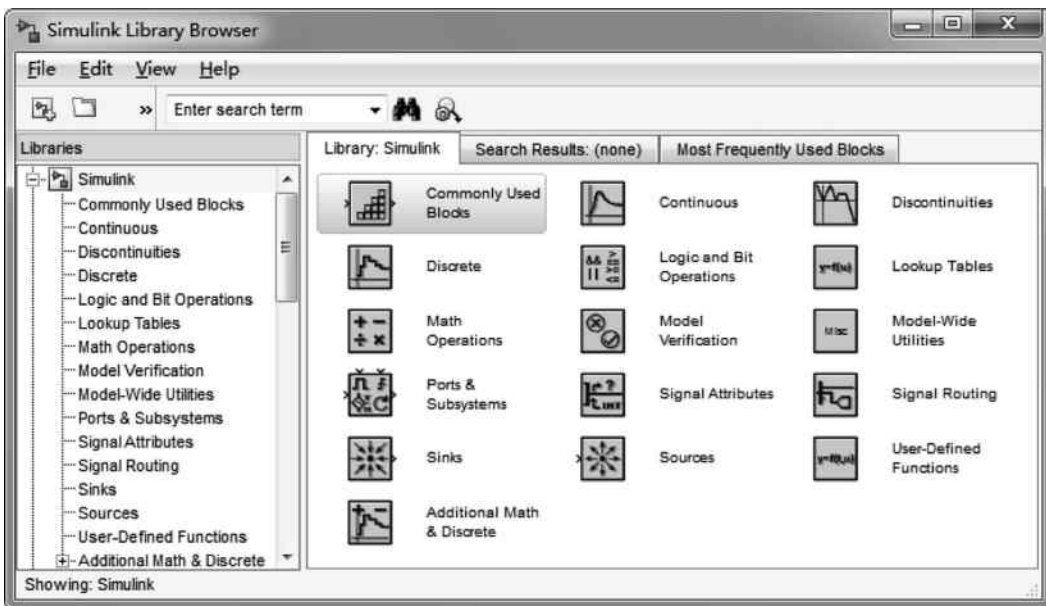 Simulink Library Browser
File Edit View Help
» Enter search term
Libraries
Simulink
Commonly Used Blocks
Continuous
Discontinuities
Discrete
Logic and Bit Operations
Lookup Tables
Math Operations
Model Verification
Model-Wide Utilities
Ports & Subsystems
Signal Attributes
Signal Routing
Sinks
Sources
User-Defined Functions
Additional Math & Discrete
Library: Simulink
Search Results: (none)
Most Frequently Used Blocks
Commonly Used
Blocks
Continuous
Discontinuities
Discrete
Logic and Bit
Operations
y=f(u)
Lookup Tables
Math
Operations
Model
Verification
Misc
Model-Wide
Utilities
Ports &
Subsystems
Signal Attributes
Signal Routing
Sinks
Sources
User-Defined
Functions
Additional Math
& Discrete
Showing: Simulink